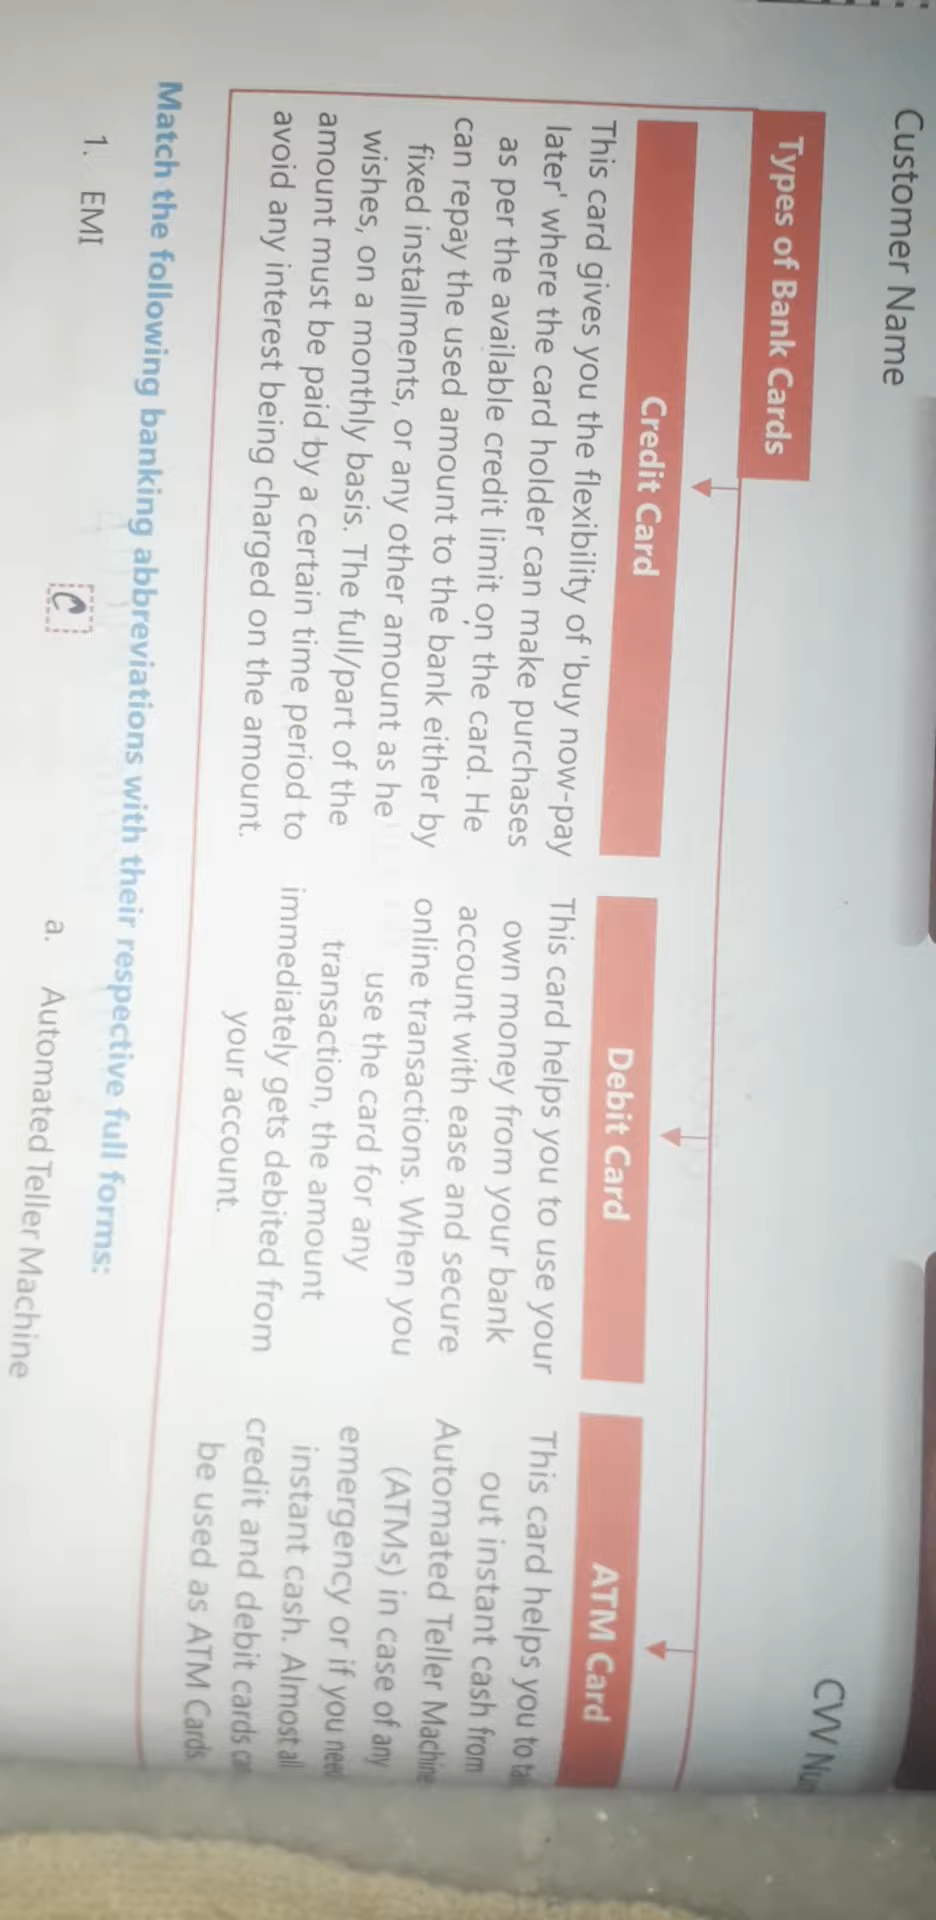 Customer Name
Types of Bank Cards
Credit Card
This card gives you the flexibility of 'buy now-pay
later' where the card holder can make purchases
as per the available credit limit on the card. He
can repay the used amount to the bank either by
fixed installments, or any other amount as he
wishes, on a monthly basis. The full/part of the
amount must be paid by a certain time period to
avoid any interest being charged on the amount.
Debit Card
This card helps you to use your
own money from your bank
account with ease and secure
online transactions. When you
use the card for any
transaction, the amount
immediately gets debited from
your account.
ATM Card
This card helps you to
out instant cash from
Automated Teller Machine
(ATMs) in case of any
emergency or if you need
instant cash. Almost all
credit and debit cards
be used as ATM Cards.
Match the following banking abbreviations with their respective full forms:
1. EMI
C
a. Automated Teller Machine